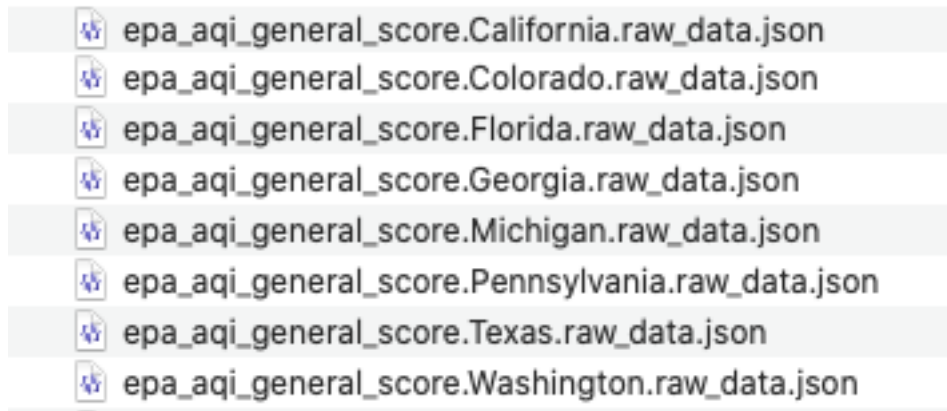 epa_aqi_general_score.California.raw_data.json
epa_aqi_general_score.Colorado.raw_data.json
epa_aqi_general_score.Florida.raw_data.json
epa_aqi_general_score.Georgia.raw_data.json
epa_aqi_general_score.Michigan.raw_data.json
epa_aqi_general_score.Pennsylvania.raw_data.json
epa_aqi_general_score.Texas.raw_data.json
epa_aqi_general_score.Washington.raw_data.json